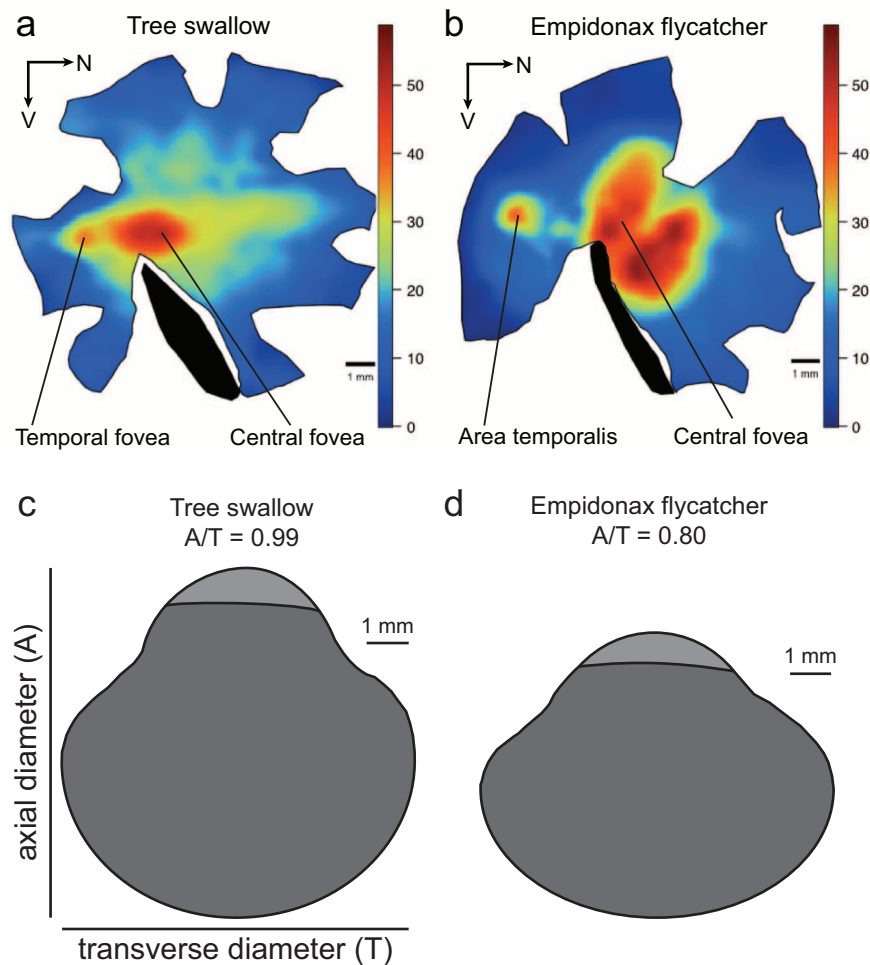 a
Tree swallow
N
V
50
40
30
20
10
0
1 mm
Temporal fovea
Central fovea
b
Empidonax flycatcher
N
V
50
40
30
20
10
0
1 mm
Area temporalis
Central fovea
c
Tree swallow
A/T = 0.99
axial diameter (A)
1 mm
transverse diameter (T)
d
Empidonax flycatcher
A/T = 0.80
1 mm